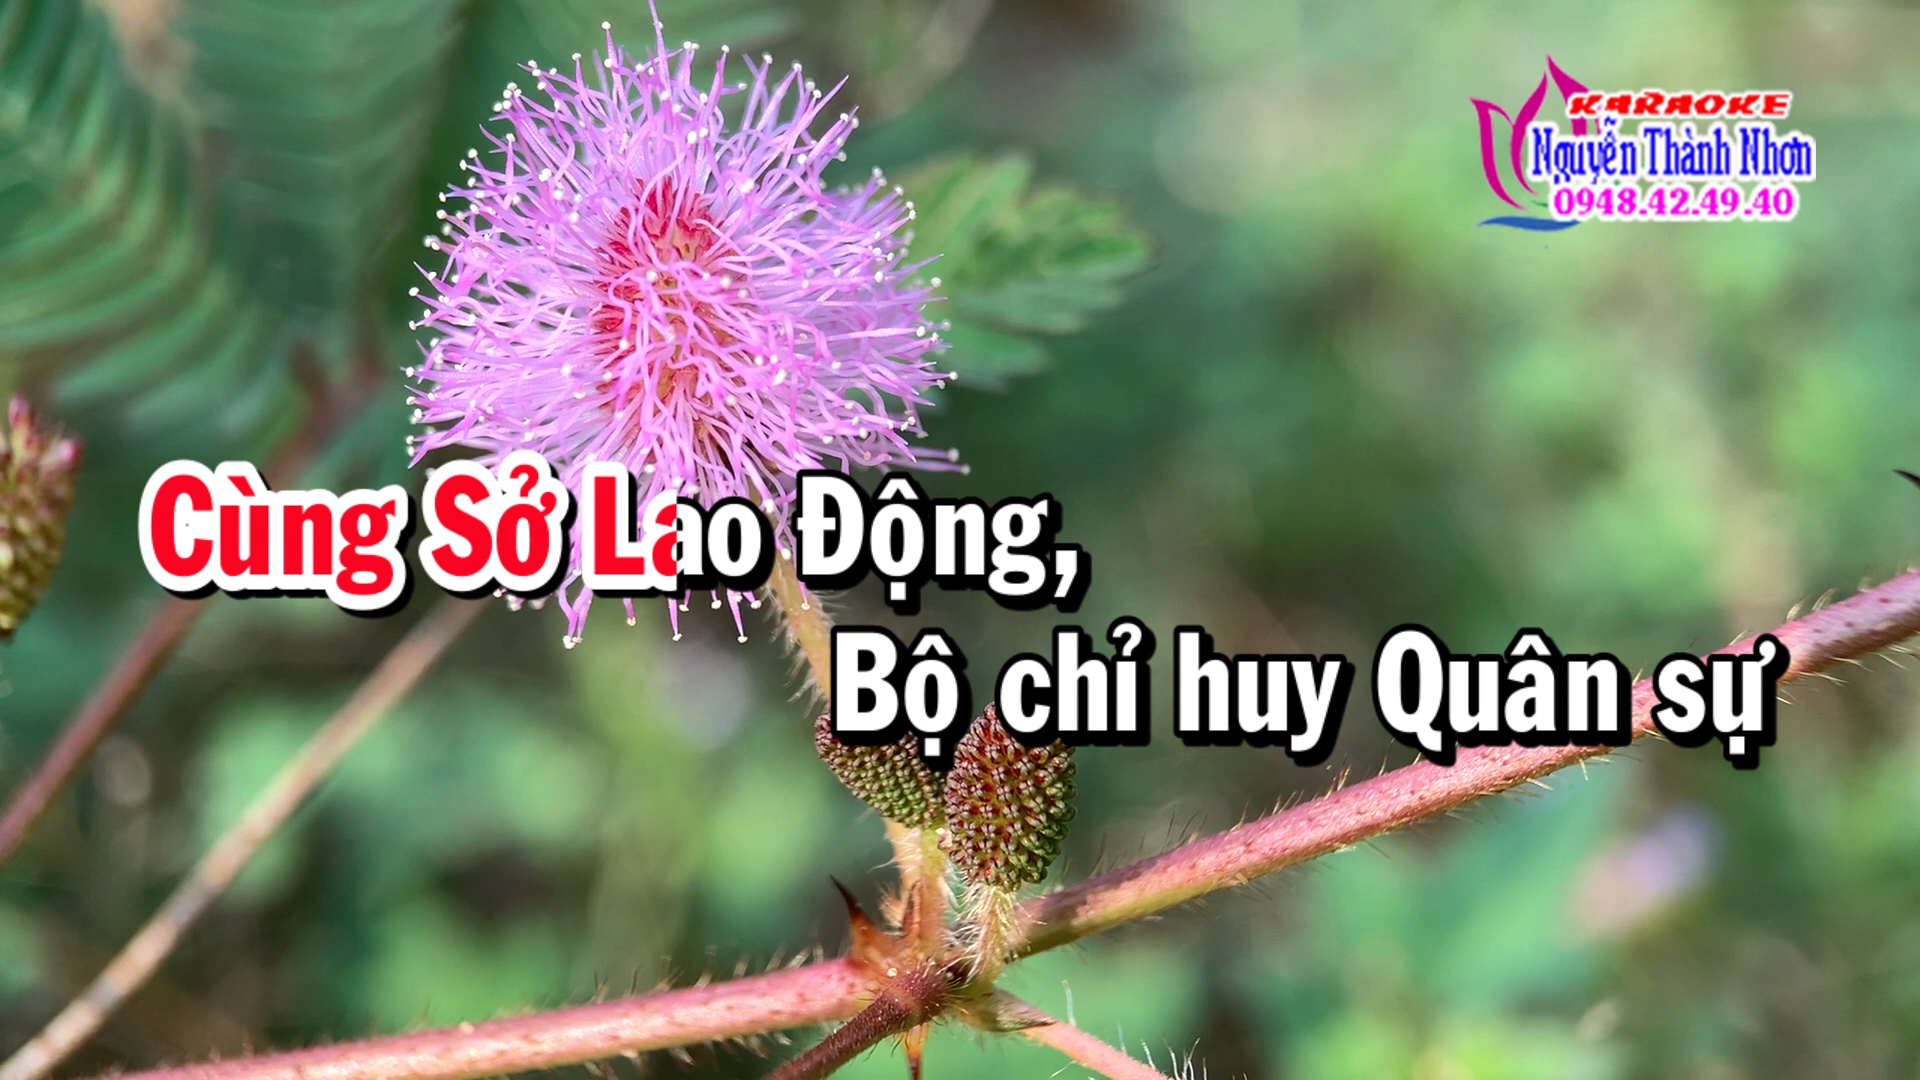 KARAOKE
Nguyễn Thành Nhơn
0948.42.49.40
Cùng Sở Lao Động,
Bộ chỉ huy Quân sự